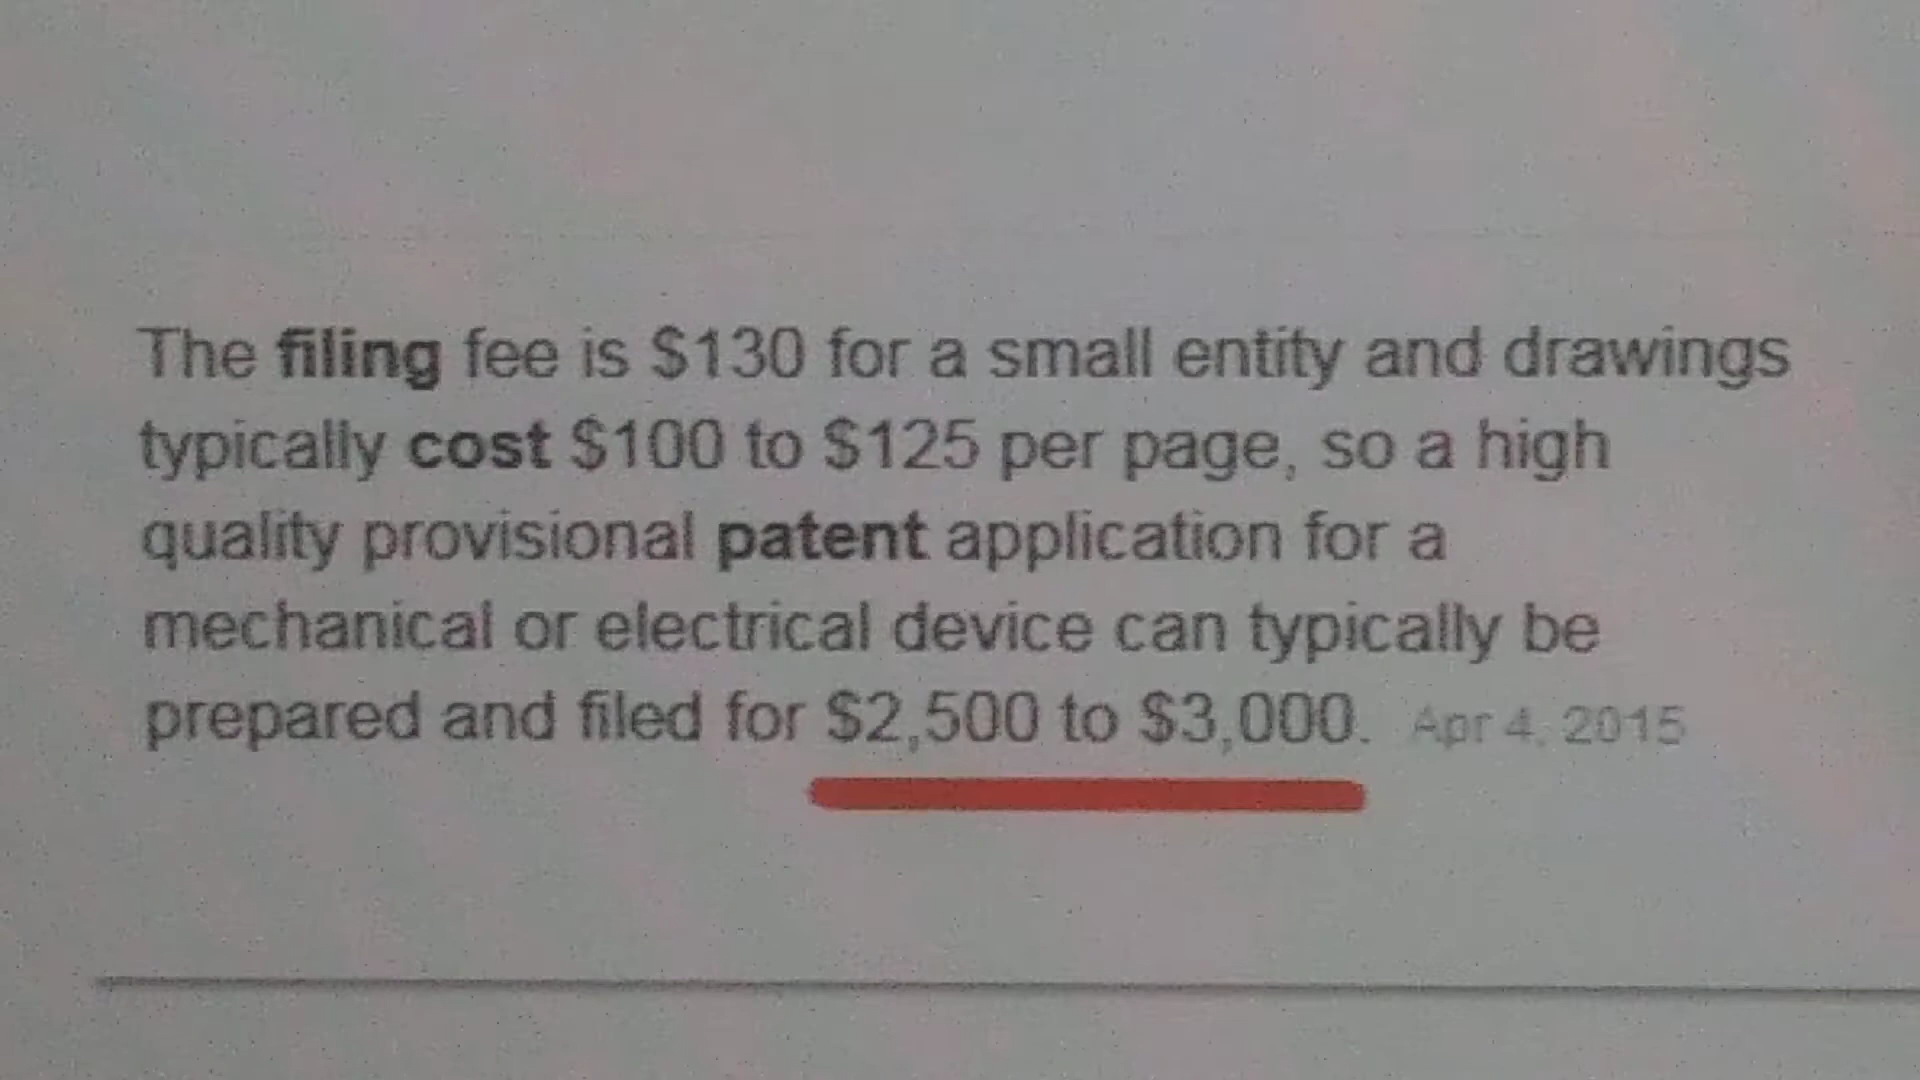 The filing fee is $130 for a small entity and drawings
typically cost $100 to $125 per page, so a high
quality provisional patent application for a
mechanical or electrical device can typically be
prepared and filed for $2,500 to $3,000. Apr 4, 2015